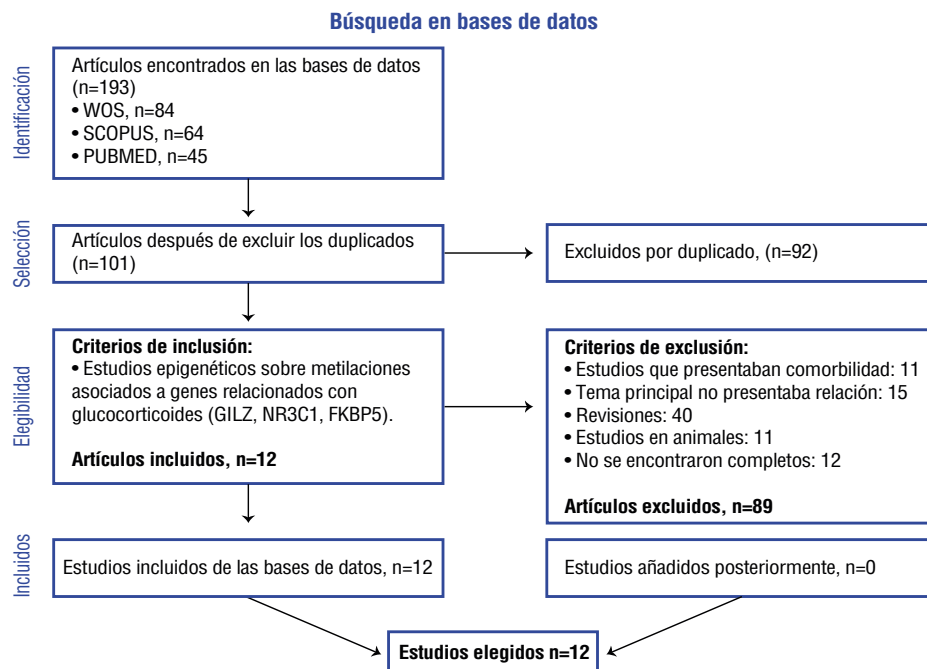 Búsqueda en bases de datos
Identificación
Artículos encontrados en las bases de datos
(n=193)
• WOS, n=84
• SCOPUS, n=64
• PUBMED, n=45
Selección
Artículos después de excluir los duplicados
(n=101)
Excluidos por duplicado, (n=92)
Elegibilidad
Criterios de inclusión:
• Estudios epigenéticos sobre metilaciones
asociados a genes relacionados con
glucocorticoides (GILZ, NR3C1, FKBP5).
Artículos incluidos, n=12
Criterios de exclusión:
• Estudios que presentaban comorbilidad: 11
• Tema principal no presentaba relación: 15
• Revisiones: 40
• Estudios en animales: 11
• No se encontraron completos: 12
Artículos excluidos, n=89
Incluidos
Estudios incluidos de las bases de datos, n=12
Estudios añadidos posteriormente, n=0
Estudios elegidos n=12